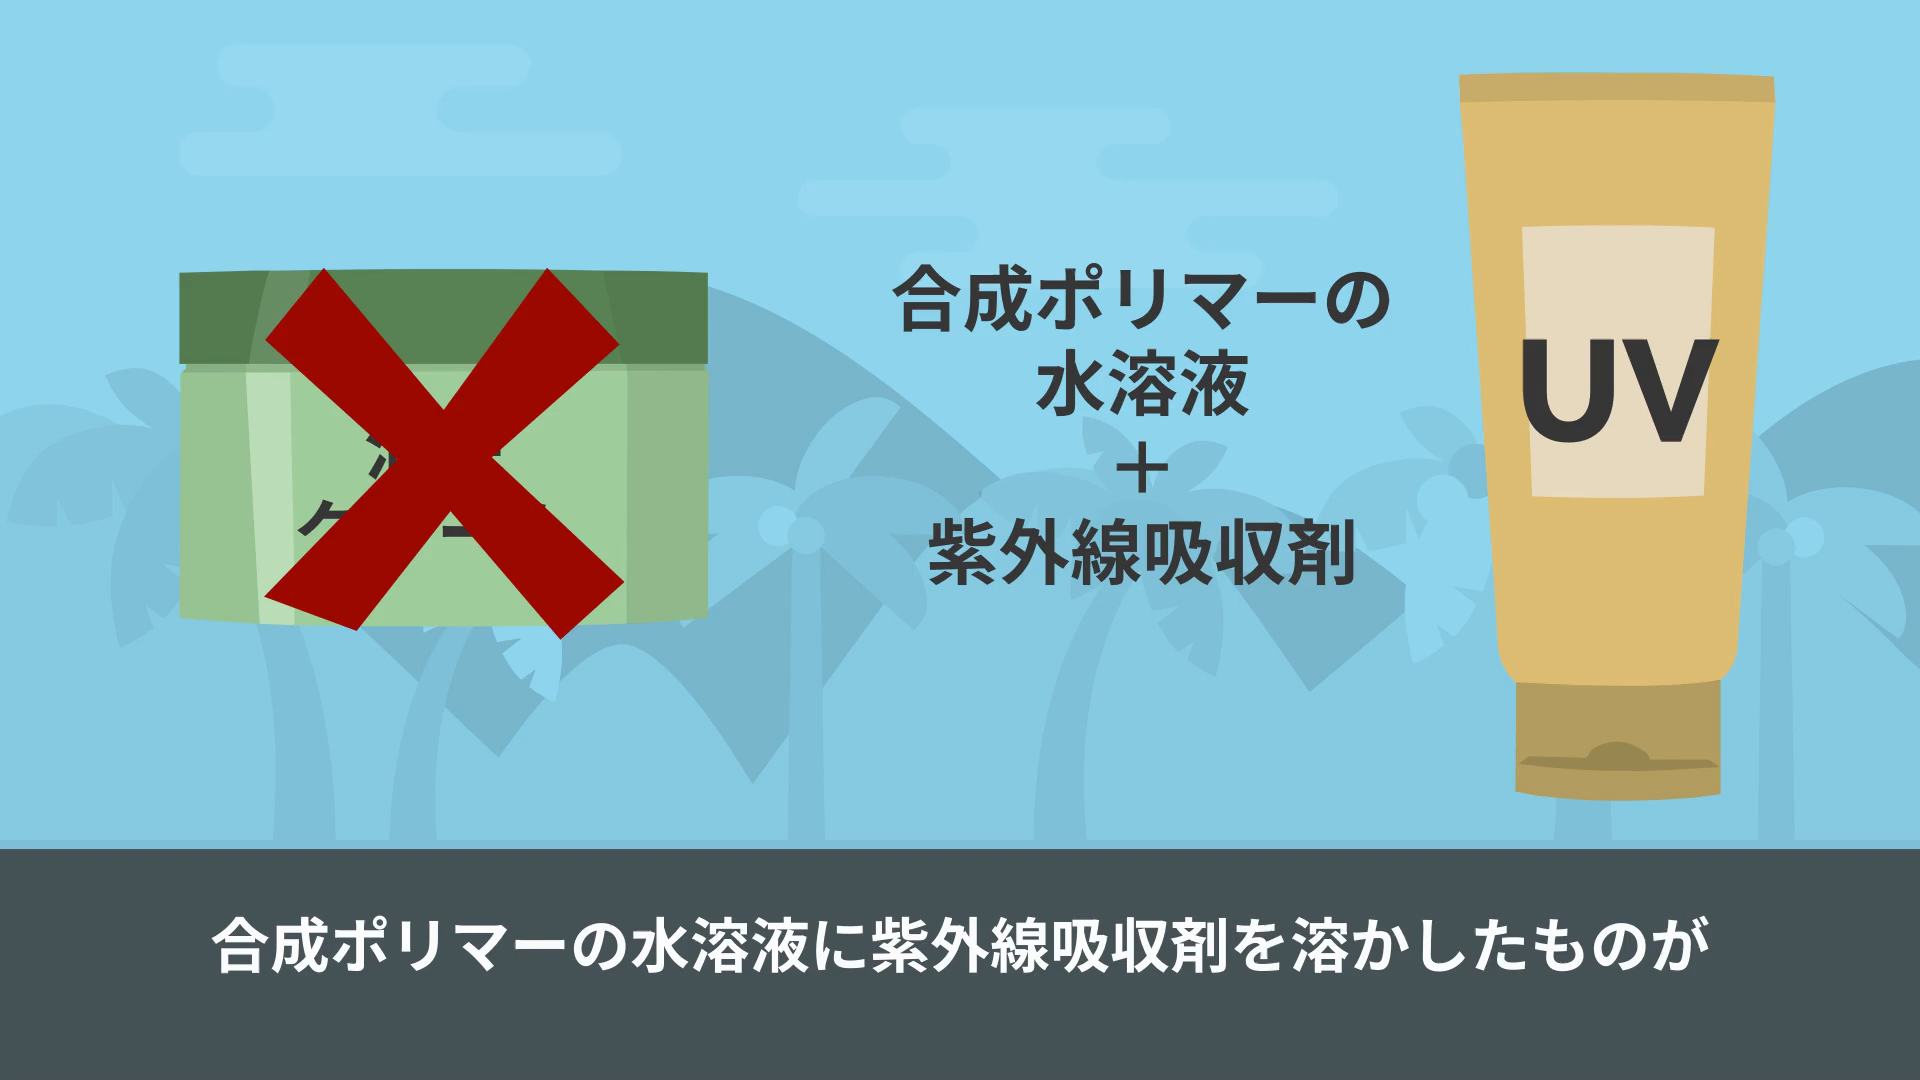 合成ポリマーの
水溶液
＋
紫外線吸収剤
UV
合成ポリマーの水溶液に紫外線吸収剤を溶かしたものが